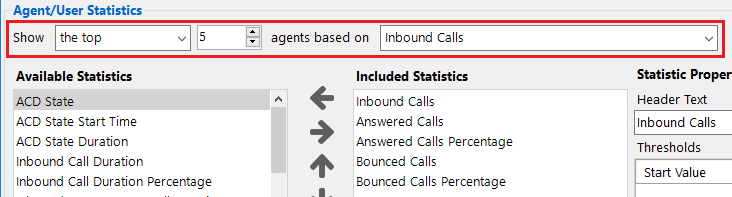 Agent/User Statistics
Show the top 5 agents based on Inbound Calls
Available Statistics
ACD State
ACD State Start Time
ACD State Duration
Inbound Call Duration
Inbound Call Duration Percentage
Included Statistics
Inbound Calls
Answered Calls
Answered Calls Percentage
Bounced Calls
Bounced Calls Percentage
Statistic Proper
Header Text
Inbound Calls
Thresholds
Start Value